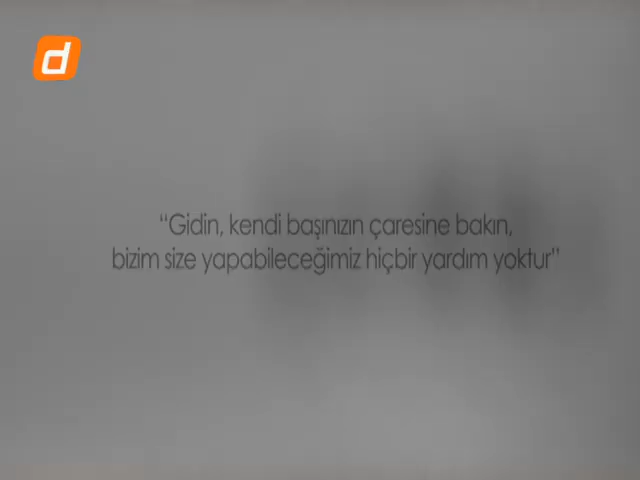 d
“Gidin, kendi başınızın çaresine bakın,
bizim size yapabileceğimiz hiçbir yardım yoktur”